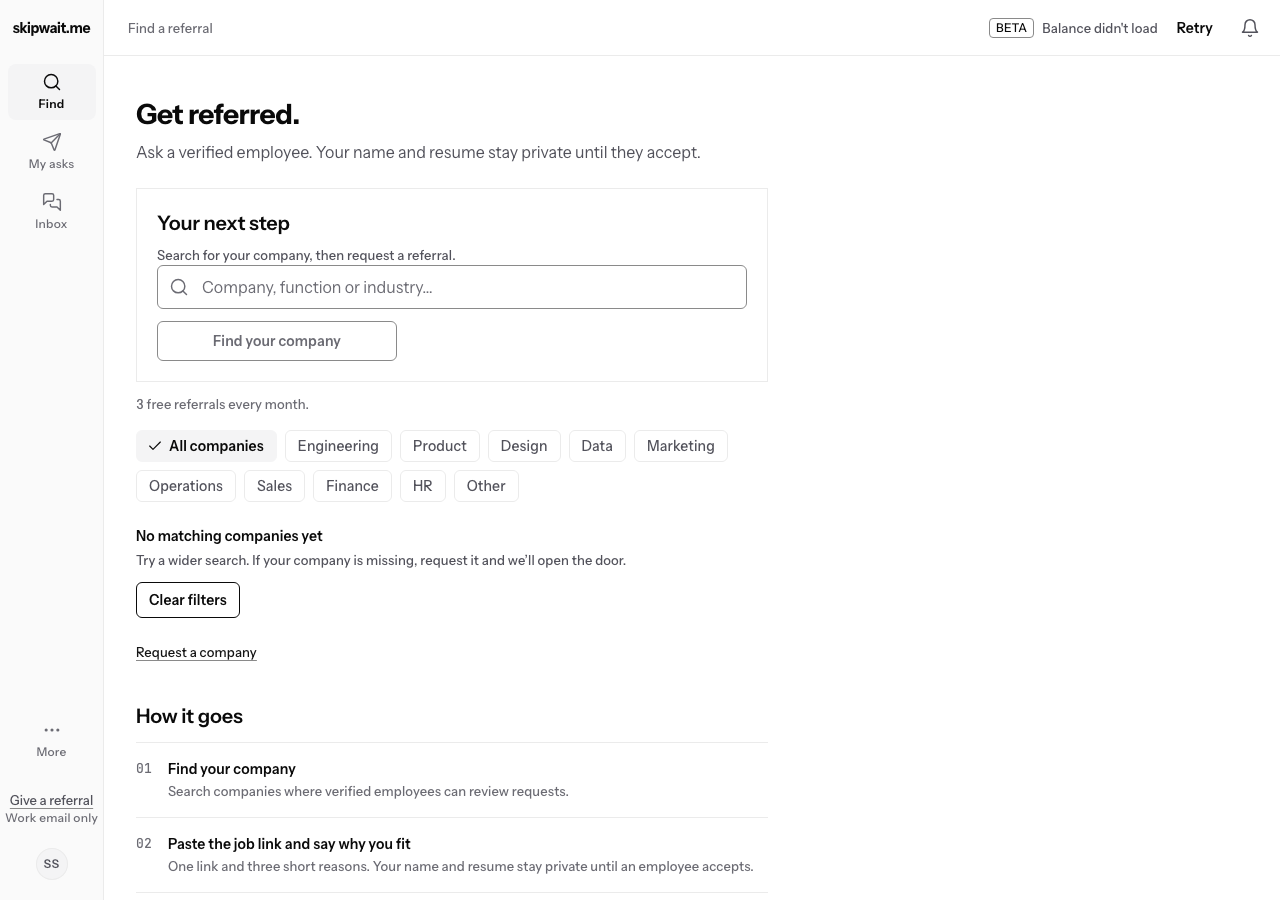 skipwait.me
Find a referral
BETA
Balance didn't load
Retry
Find
My asks
Inbox
Get referred.
Ask a verified employee. Your name and resume stay private until they accept.
Your next step
Search for your company, then request a referral.
Company, function or industry...
Find your company
3 free referrals every month.
All companies
Engineering
Product
Design
Data
Marketing
Operations
Sales
Finance
HR
Other
No matching companies yet
Try a wider search. If your company is missing, request it and we'll open the door.
Clear filters
Request a company
How it goes
01 Find your company
Search companies where verified employees can review requests.
02 Paste the job link and say why you fit
One link and three short reasons. Your name and resume stay private until an employee accepts.
More
Give a referral
Work email only
SS